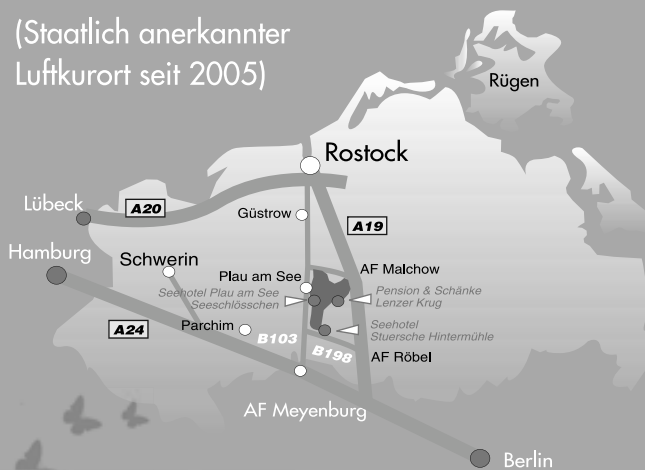 (Staatlich anerkannter
Luftkurort seit 2005)
Rügen
Rostock
Lübeck
A20
Güstrow
A19
Hamburg
Schwerin
Plau am See
AF Malchow
Seehotel Plau am See
Seeschlösschen
Pension & Schänke
Lenzer Krug
A24
Parchim
B103
Seehotel
Stuersche Hintermühle
B198
AF Röbel
AF Meyenburg
Berlin